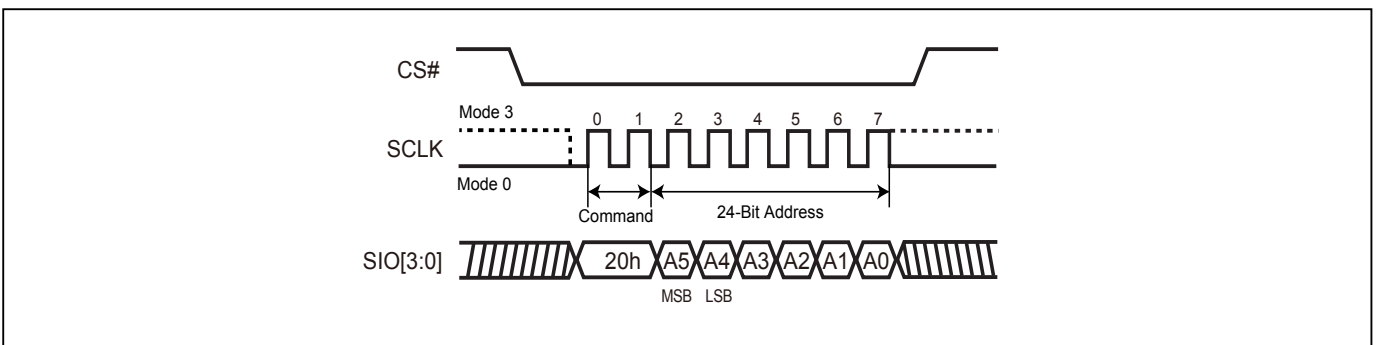 CS#
Mode 3
0 1 2 3 4 5 6 7
SCLK
Mode 0
Command 24-Bit Address
SIO[3:0] 20h A5 A4 A3 A2 A1 A0
MSB LSB